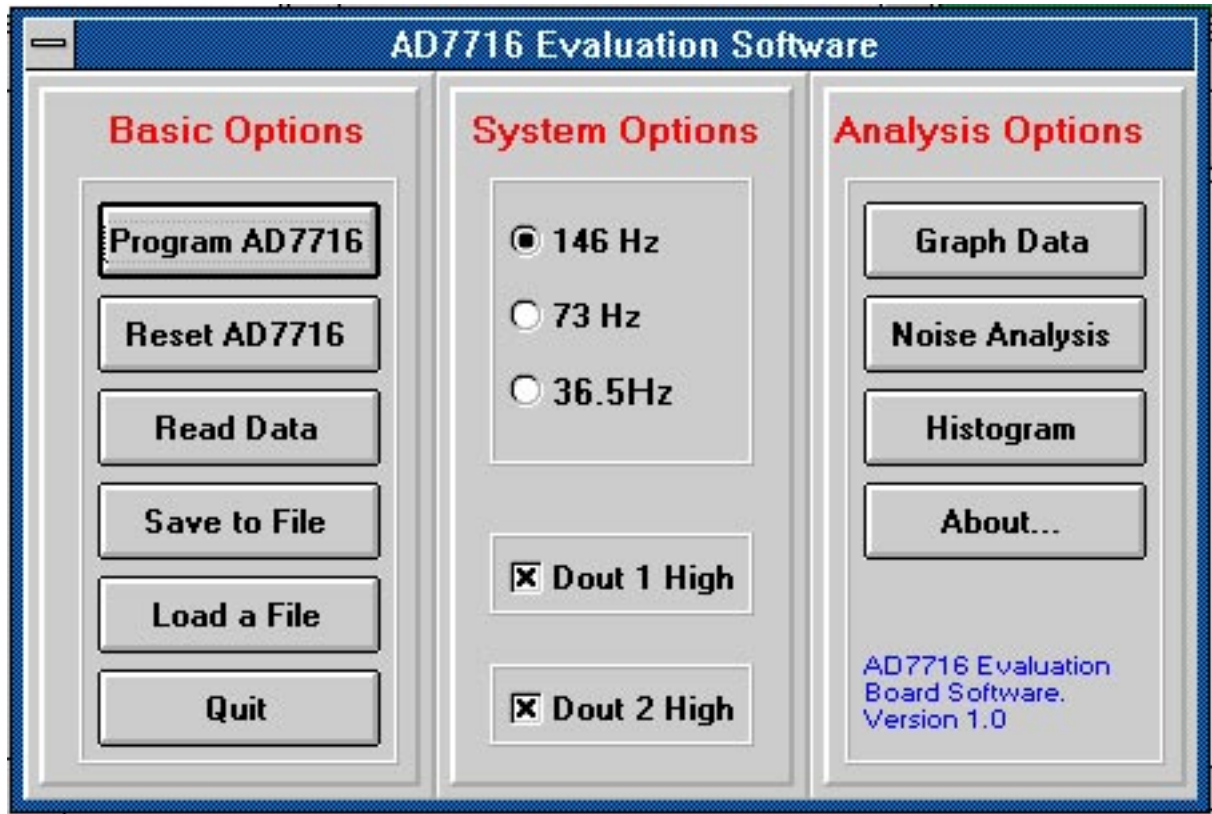 AD7716 Evaluation Software
Basic Options
Program AD7716
Reset AD7716
Read Data
Save to File
Load a File
Quit
System Options
146 Hz
73 Hz
36.5Hz
Dout 1 High
Dout 2 High
Analysis Options
Graph Data
Noise Analysis
Histogram
About...
AD7716 Evaluation
Board Software.
Version 1.0